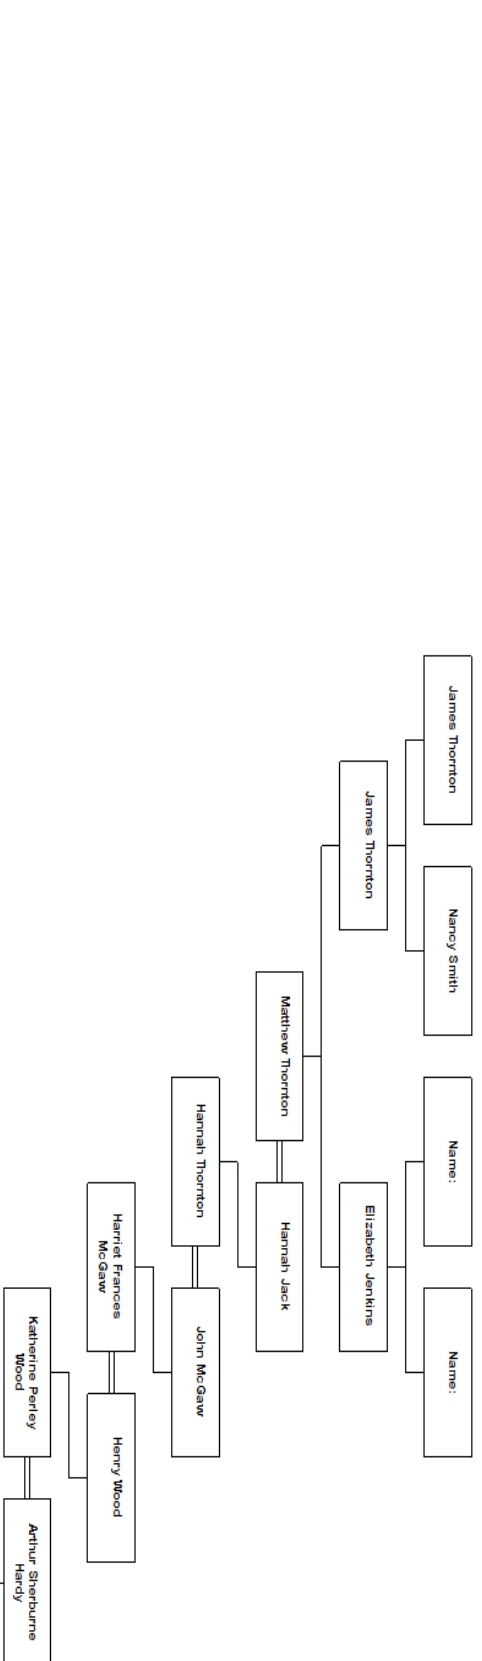 James Thornton
Nancy Smith
Name:
Name:
James Thornton
Elizabeth Jenkins
Matthew Thornton
Hannah Jack
Hannah Thornton
John McGaw
Harriet Frances
McGaw
Henry Wood
Katherine Perley
Wood
Arthur Sherburne
Hardy